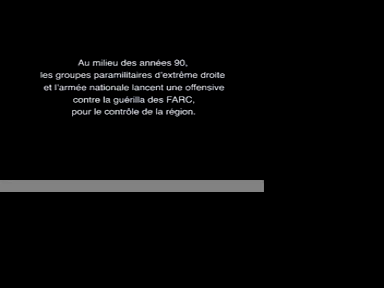 Au milieu des années 90,
les groupes paramilitaires d'extrême droite
et l'armée nationale lancent une offensive
contre la guérilla des FARC,
pour le contrôle de la région.